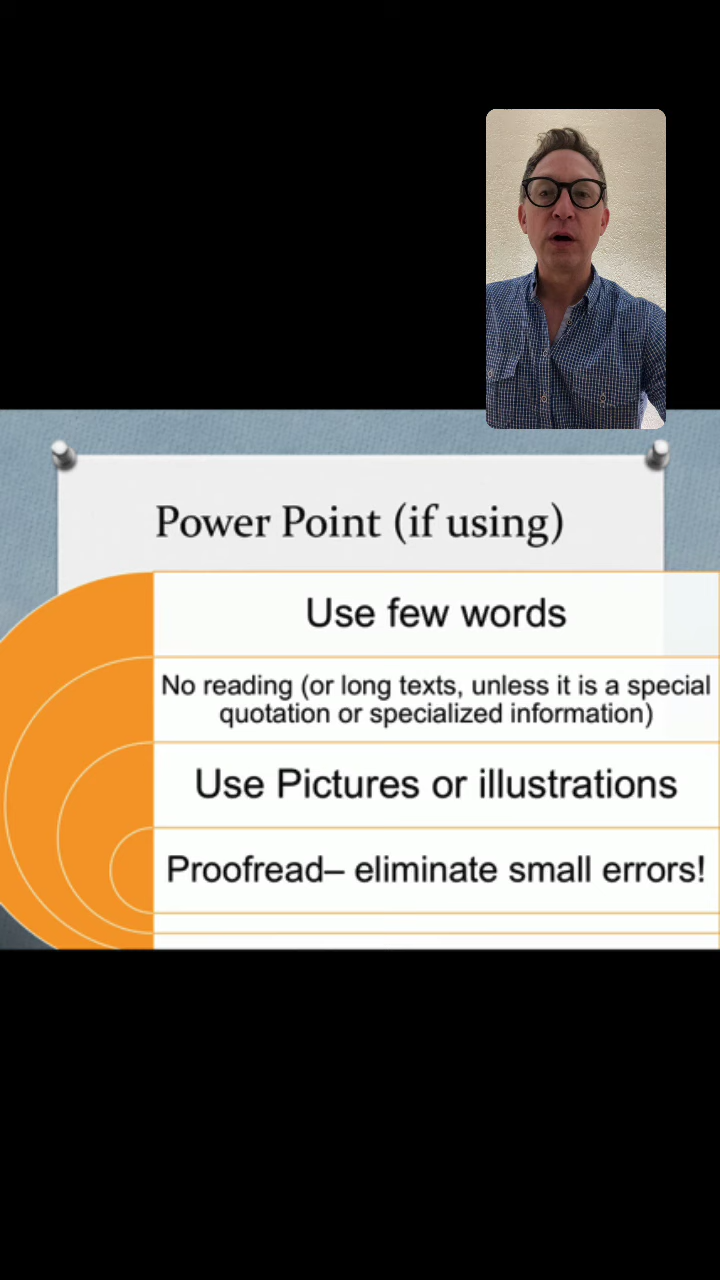 Power Point (if using)
Use few words
No reading (or long texts, unless it is a special
quotation or specialized information)
Use Pictures or illustrations
Proofread– eliminate small errors!